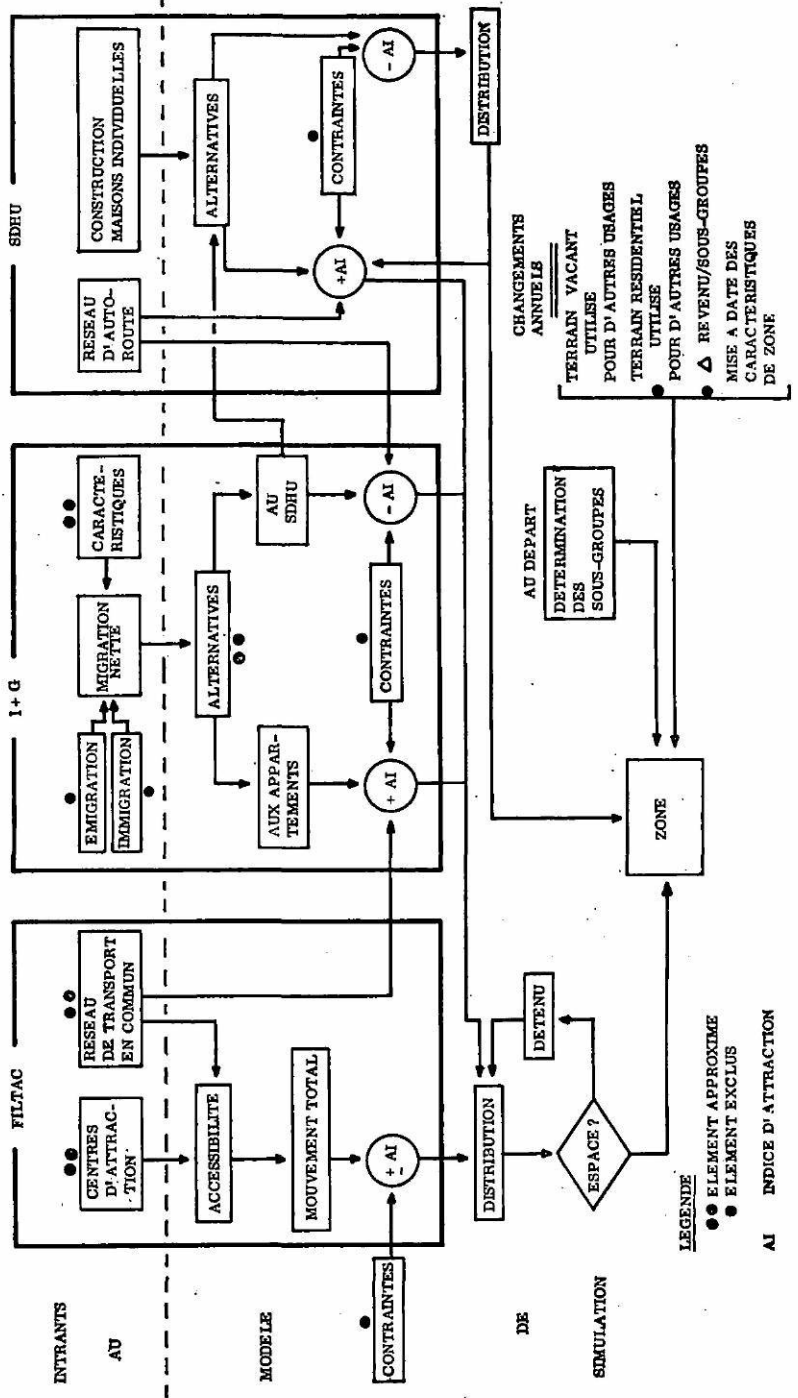 INTRANTS
AU
MODELE
DE
SIMULATION
FILTAC
CENTRES
D'ATTRAC-
TION
RESEAU
DE TRANSPORT
EN COMMUN
ACCESSIBILITE
MOUVEMENT TOTAL
+ AI
-
CONTRAINTES
I + G
EMIGRATION
IMMIGRATION
MIGRATION
NETTE
CARACTE-
RISTIQUES
ALTERNATIVES
AUX APPAR-
TEMENTS
AU
SDHU
CONTRAINTES
+ AI
- AI
SDHU
RESEAU
D'AUTO-
ROUTE
CONSTRUCTION
MAISONS INDIVIDUELLES
ALTERNATIVES
CONTRAINTES
+AI
- AI
DISTRIBUTION
DISTRIBUTION
DETENU
ESPACE ?
ZONE
AU DEPART
DETERMINATION
DES
SOUS-GROUPES
CHANGEMENTS
ANNUELS
TERRAIN VACANT
UTILISE
POUR D'AUTRES USAGES
TERRAIN RESIDENTIEL
UTILISE
POUR D'AUTRES USAGES
Δ REVENU/SOUS-GROUPES
MISE A DATE DES
CARACTERISTIQUES
DE ZONE
LEGENDE
●● ELEMENT APPROXIME
● ELEMENT EXCLUS
AI INDICE D'ATTRACTION